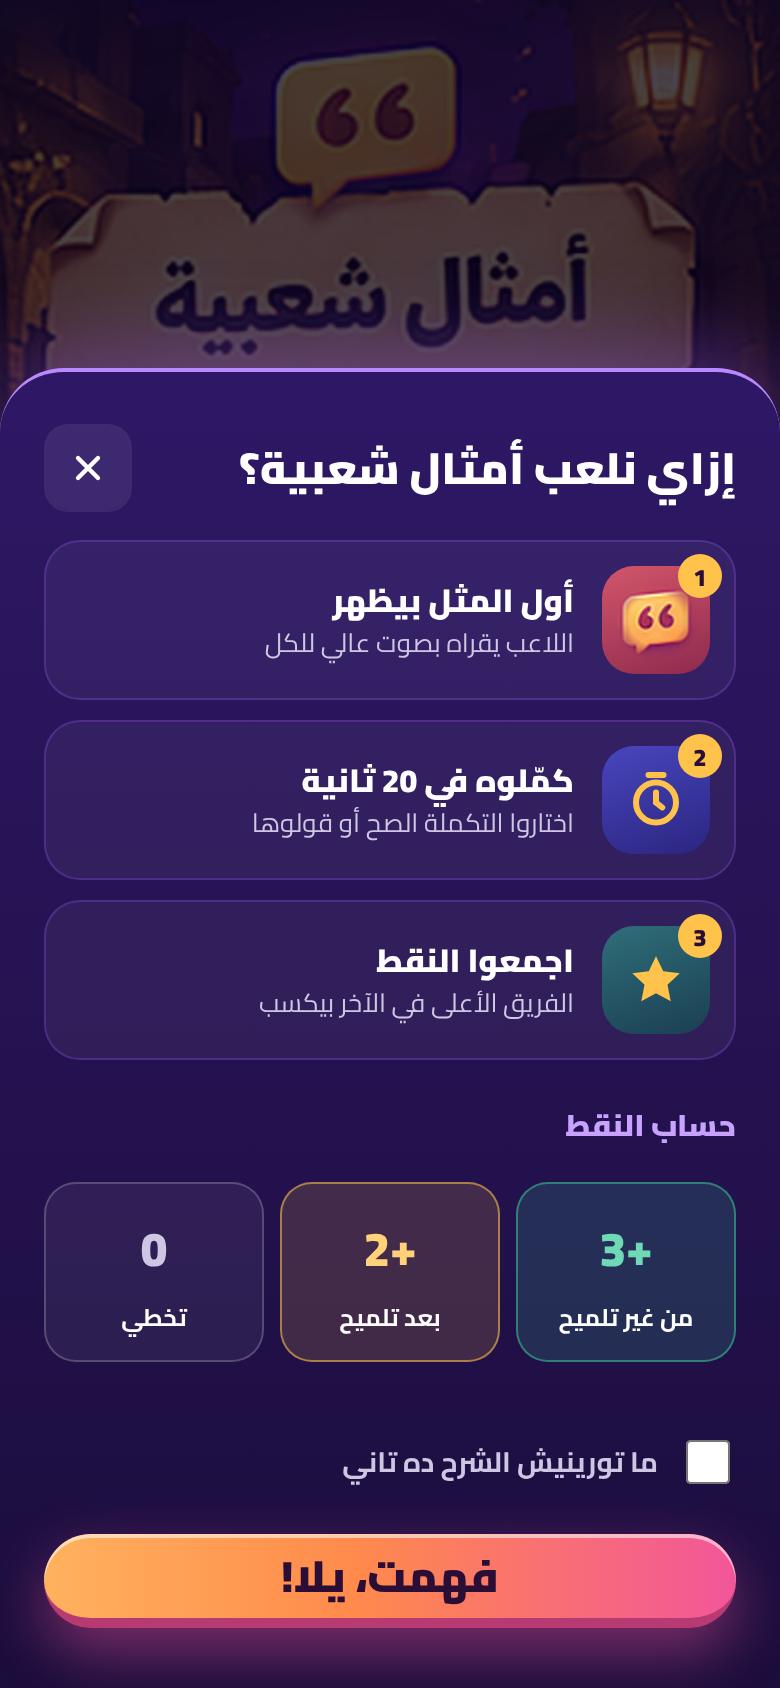 أمثال شعبية
إزاي نلعب أمثال شعبية؟
1
أول المثل بيظهر
اللاعب يقراه بصوت عالي للكل
2
كمّلوه في 20 ثانية
اختاروا التكملة الصح أو قولوها
3
اجمعوا النقط
الفريق الأعلى في الآخر بيكسب
حساب النقط
+3
من غير تلميح
+2
بعد تلميح
0
تخطي
ما تورينيش الشرح ده تاني
فهمت، يلا!